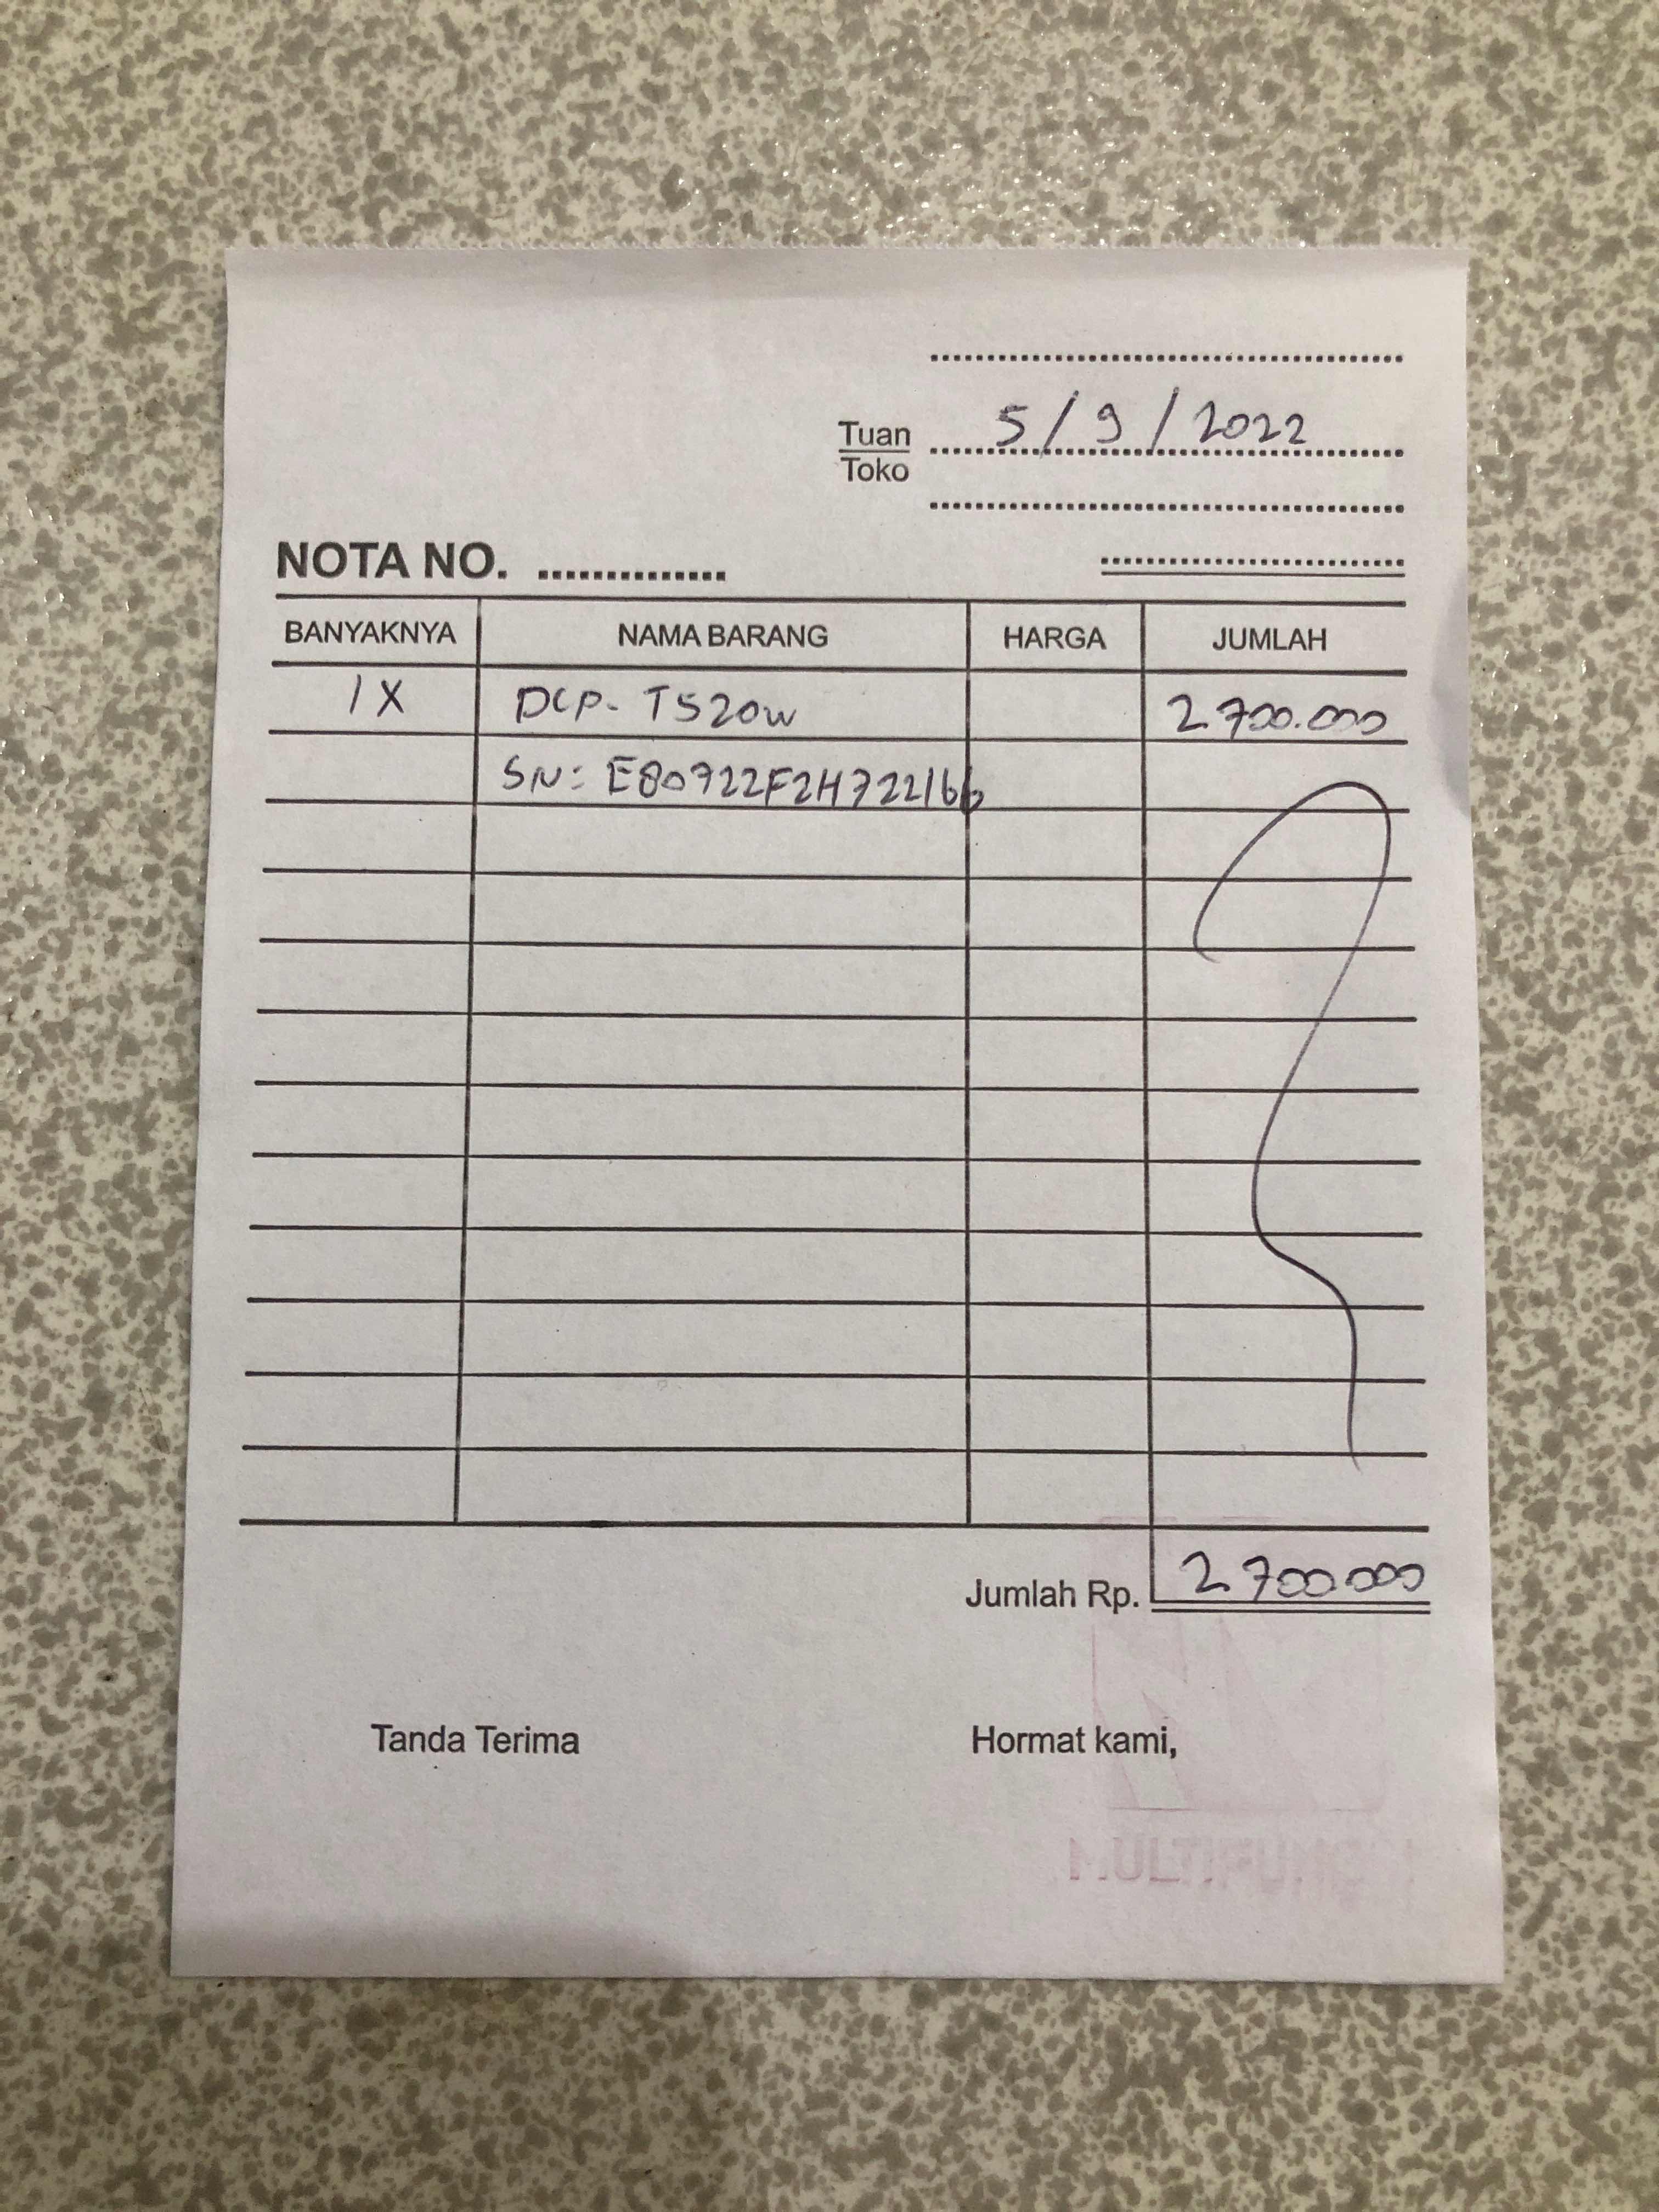 Tuan 5/9/2022
Toko
NOTA NO.
BANYAKNYA NAMA BARANG HARGA JUMLAH
1X DCP-T520W 2.700.000
SN: E80722F2H722166
Jumlah Rp. 2.700.000
Tanda Terima Hormat kami,